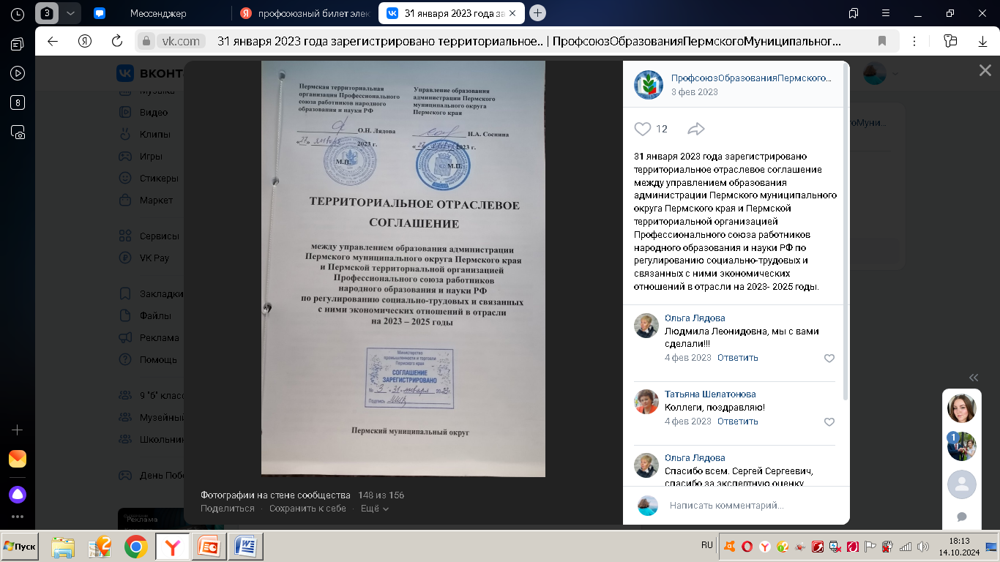 3
Мессенджер
профсоюзный билет элек
31 января 2023 года за
vk.com
31 января 2023 года зарегистрировано территориальное.. | ПрофсоюзОбразованияПермскогоМуниципальног...
8
ВКОНТ
Музыка
Видео
Клипы
Игры
Стикеры
Маркет
Сервисы
VK Pay
Закладки
Файлы
Реклама
Помощь
9 "б" класс
Музейный
Школьник
День Побе
Реклама
Пермская территориальная
организация Профессионального
союза работников народного
образования и науки РФ
О.Н. Лядова
«27» января 2023 г.
М.П.
Управление образования
администрации Пермского
муниципального округа
Пермского края
Н.А. Соснина
«27» января 2023 г.
М.П.
ТЕРРИТОРИАЛЬНОЕ ОТРАСЛЕВОЕ
СОГЛАШЕНИЕ
между управлением образования администрации
Пермского муниципального округа Пермского края
и Пермской территориальной организацией
Профессионального союза работников
народного образования и науки РФ
по регулированию социально-трудовых и связанных
с ними экономических отношений в отрасли
на 2023 – 2025 годы
Министерство
промышленности и торговли
Пермского края
СОГЛАШЕНИЕ
ЗАРЕГИСТРИРОВАНО
№ 3 «31» января 2023г.
Подпись
Пермский муниципальный округ
Фотографии на стене сообщества 148 из 156
Поделиться · Сохранить к себе · Ещё
ПрофсоюзОбразованияПермского...
3 фев 2023
12
31 января 2023 года зарегистрировано
территориальное отраслевое соглашение
между управлением образования
администрации Пермского муниципального
округа Пермского края и Пермской
территориальной организацией
Профессионального союза работников
народного образования и науки РФ по
регулированию социально-трудовых и
связанных с ними экономических
отношений в отрасли на 2023- 2025 годы.
Ольга Лядова
Людмила Леонидовна, мы с вами
сделали!!!
4 фев 2023 Ответить
Татьяна Шелатонова
Коллеги, поздравляю!
4 фев 2023 Ответить
Ольга Лядова
Спасибо всем. Сергей Сергеевич,
спасибо за экспертную оценку
Написать комментарий...
1
Пуск
RU
18:13
14.10.2024